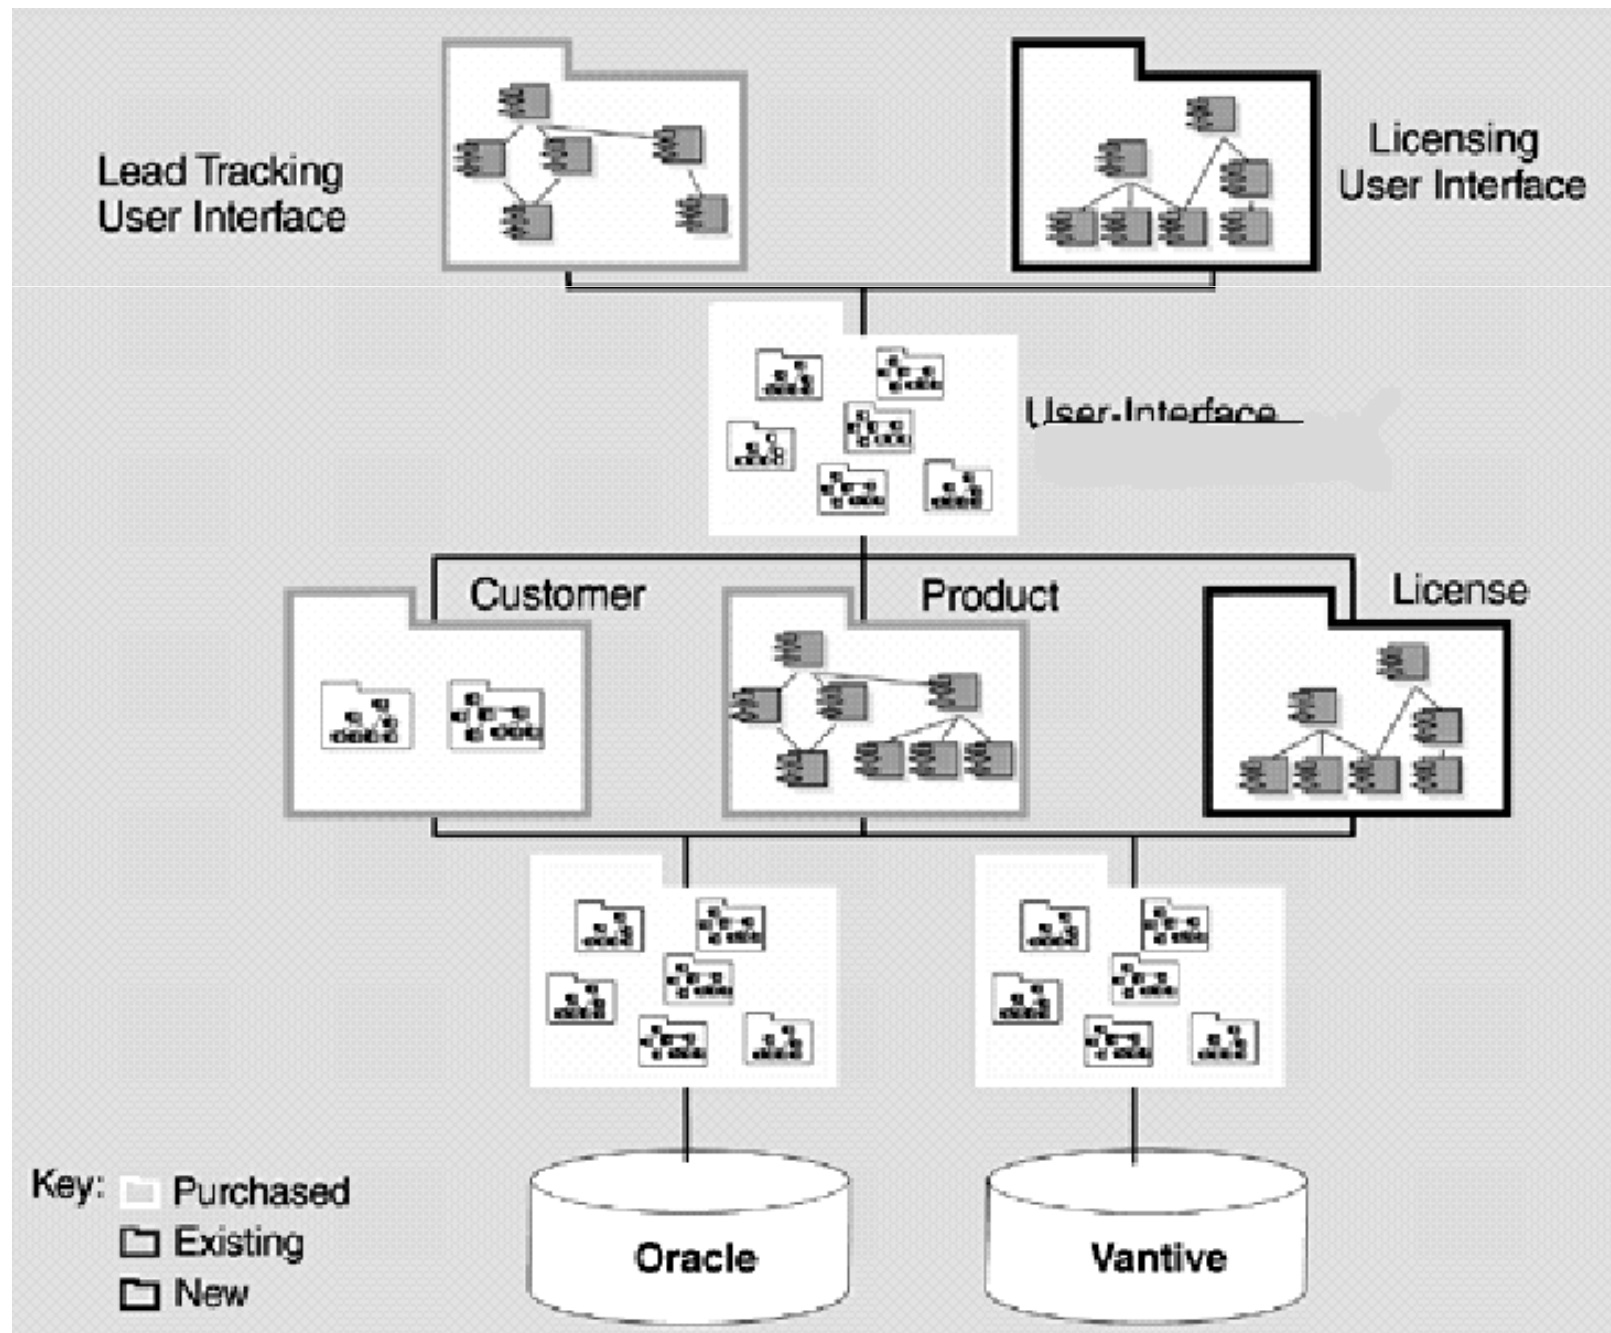 Lead Tracking
User Interface
Licensing
User Interface
User-Interface
Customer
Product
License
Key:
Purchased
Existing
New
Oracle
Vantive